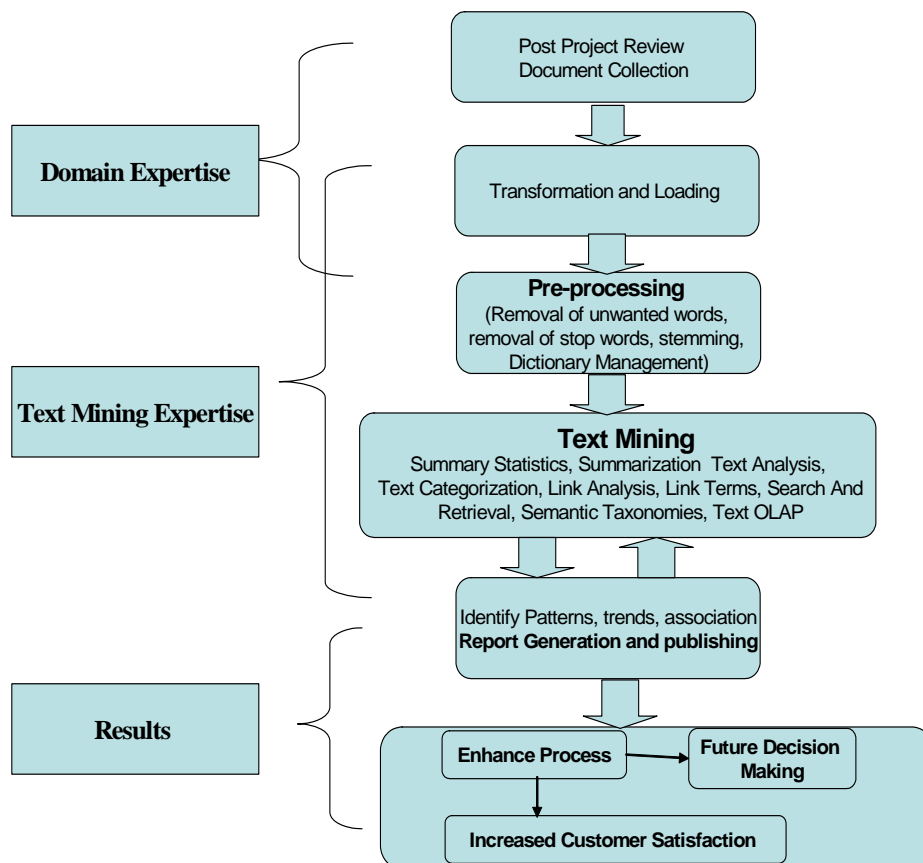 Post Project Review
Document Collection
Domain Expertise
Transformation and Loading
Pre-processing
(Removal of unwanted words,
removal of stop words, stemming,
Dictionary Management)
Text Mining Expertise
Text Mining
Summary Statistics, Summarization Text Analysis,
Text Categorization, Link Analysis, Link Terms, Search And
Retrieval, Semantic Taxonomies, Text OLAP
Identify Patterns, trends, association
Report Generation and publishing
Results
Enhance Process
Future Decision
Making
Increased Customer Satisfaction